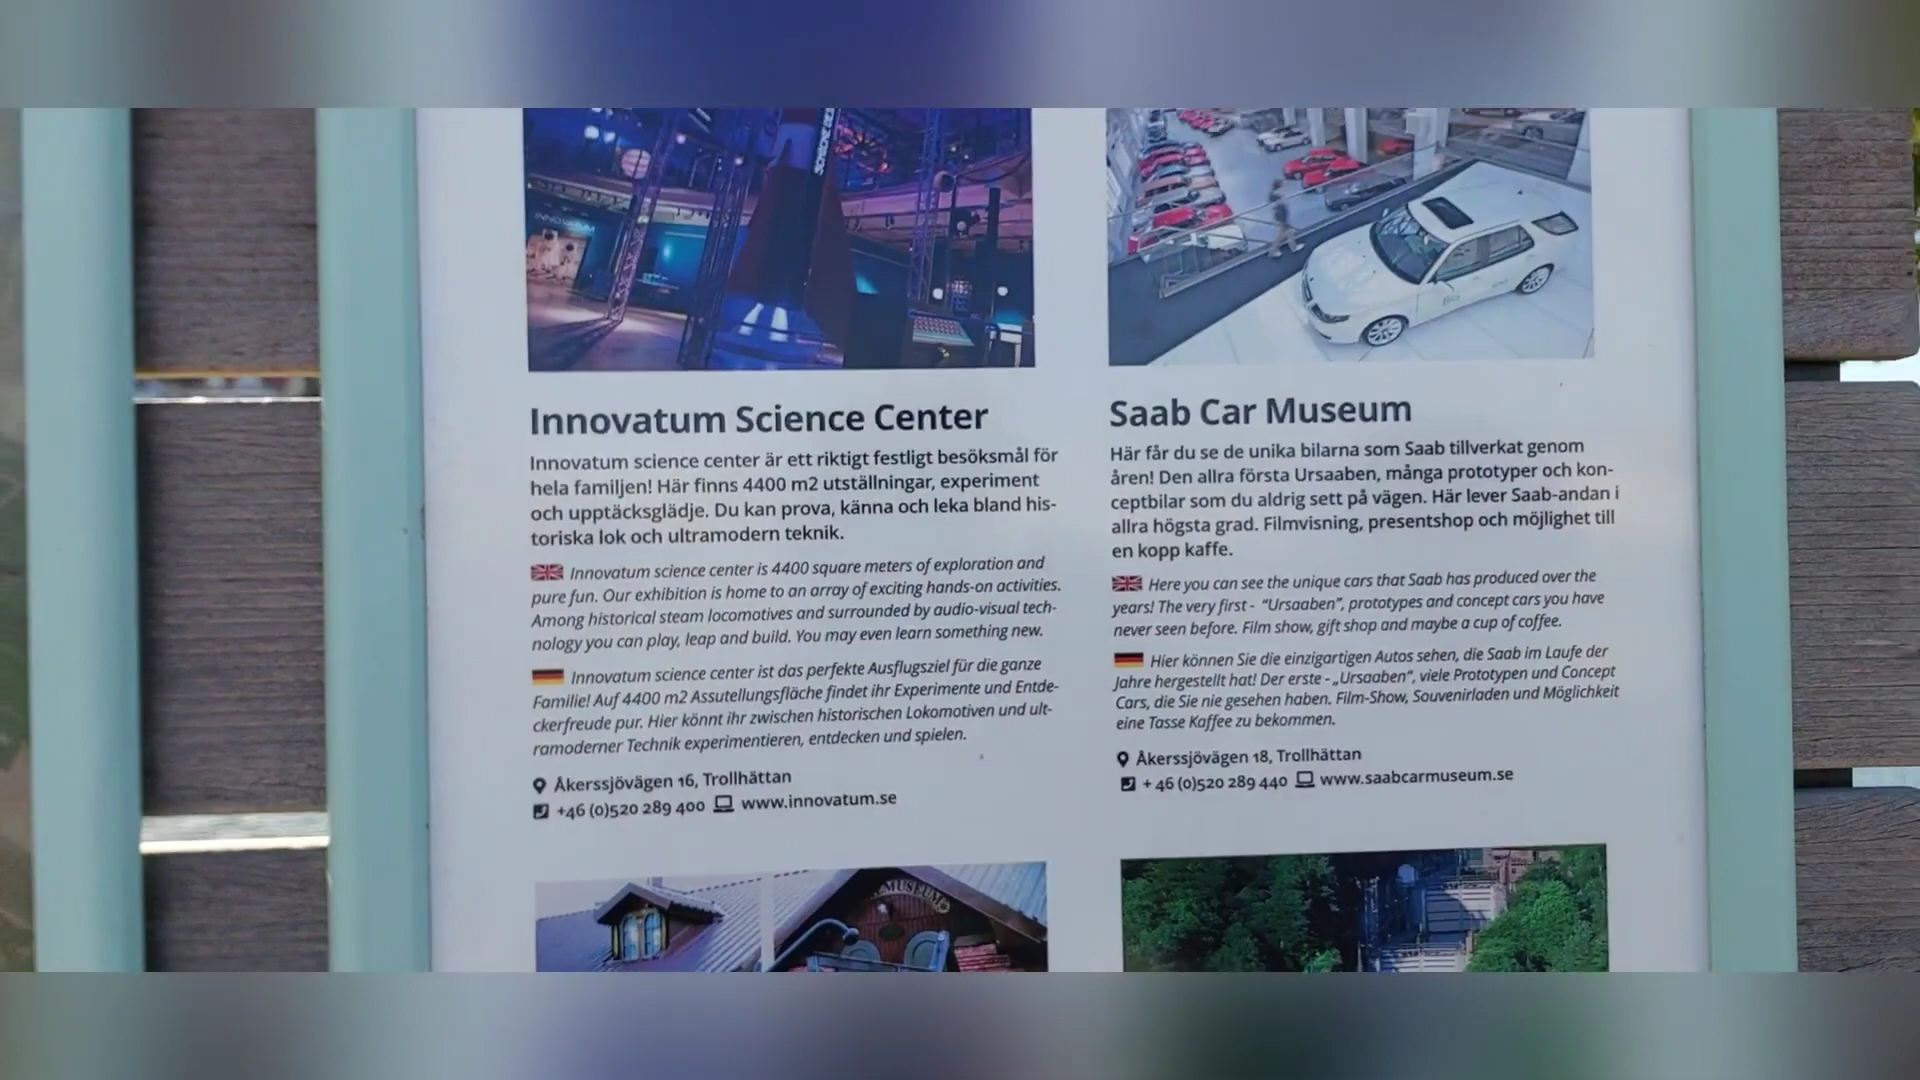 INNOVATUM
Innovatum Science Center
Innovatum science center är ett riktigt festligt besöksmål för
hela familjen! Här finns 4400 m2 utställningar, experiment
och upptäcksglädje. Du kan prova, känna och leka bland his-
toriska lok och ultramodern teknik.
Innovatum science center is 4400 square meters of exploration and
pure fun. Our exhibition is home to an array of exciting hands-on activities.
Among historical steam locomotives and surrounded by audio-visual tech-
nology you can play, leap and build. You may even learn something new.
Innovatum science center ist das perfekte Ausflugsziel für die ganze
Familie! Auf 4400 m2 Assutellungsfläche findet ihr Experimente und Entde-
ckerfreude pur. Hier könnt ihr zwischen historischen Lokomotiven und ult-
ramoderner Technik experimentieren, entdecken und spielen.
Åkerssjövägen 16, Trollhättan
+46 (0)520 289 400 www.innovatum.se
Saab Car Museum
Här får du se de unika bilarna som Saab tillverkat genom
åren! Den allra första Ursaaben, många prototyper och kon-
ceptbilar som du aldrig sett på vägen. Här lever Saab-andan i
allra högsta grad. Filmvisning, presentshop och möjlighet till
en kopp kaffe.
Here you can see the unique cars that Saab has produced over the
years! The very first - “Ursaaben”, prototypes and concept cars you have
never seen before. Film show, gift shop and maybe a cup of coffee.
Hier können Sie die einzigartigen Autos sehen, die Saab im Laufe der
Jahre hergestellt hat! Der erste - „Ursaaben”, viele Prototypen und Concept
Cars, die Sie nie gesehen haben. Film-Show, Souvenirladen und Möglichkeit
eine Tasse Kaffee zu bekommen.
Åkerssjövägen 18, Trollhättan
+ 46 (0)520 289 440 www.saabcarmuseum.se
MUSEUM